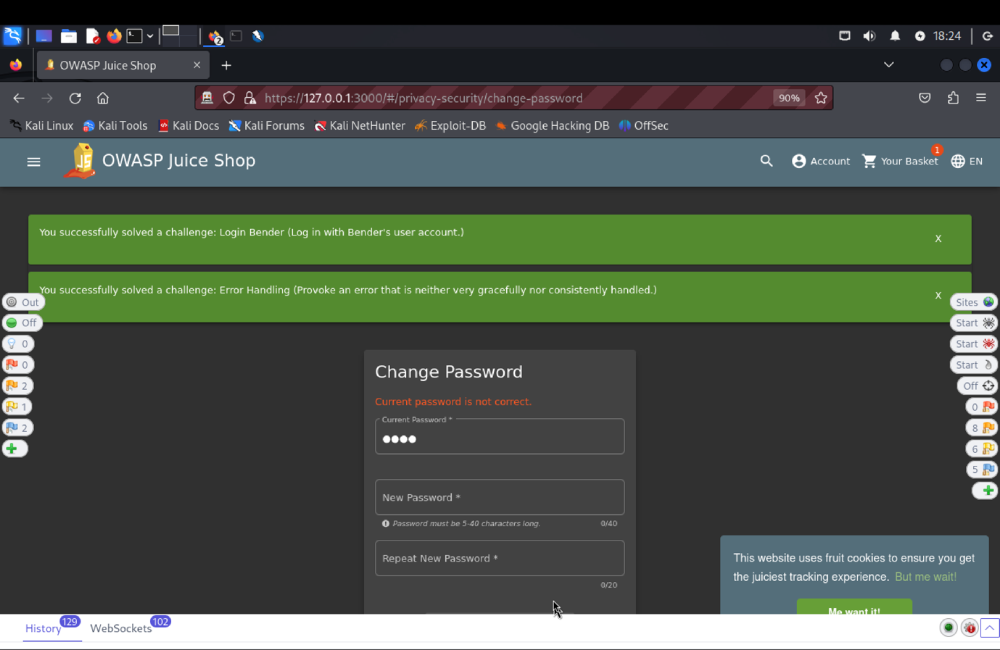 2
18:24
OWASP Juice Shop
https://127.0.0.1:3000/#/privacy-security/change-password
90%
Kali Linux Kali Tools Kali Docs Kali Forums Kali NetHunter Exploit-DB Google Hacking DB OffSec
JS OWASP Juice Shop Account Your Basket 1 EN
You successfully solved a challenge: Login Bender (Log in with Bender's user account.) X
You successfully solved a challenge: Error Handling (Provoke an error that is neither very gracefully nor consistently handled.) X
Out
Off
0
0
2
1
2
Sites
Start
Start
Start
Off
0
8
6
5
Change Password
Current password is not correct.
Current Password *
New Password *
Password must be 5-40 characters long. 0/40
Repeat New Password *
0/20
This website uses fruit cookies to ensure you get
the juiciest tracking experience. But me wait!
Me want it!
History 129 WebSockets 102